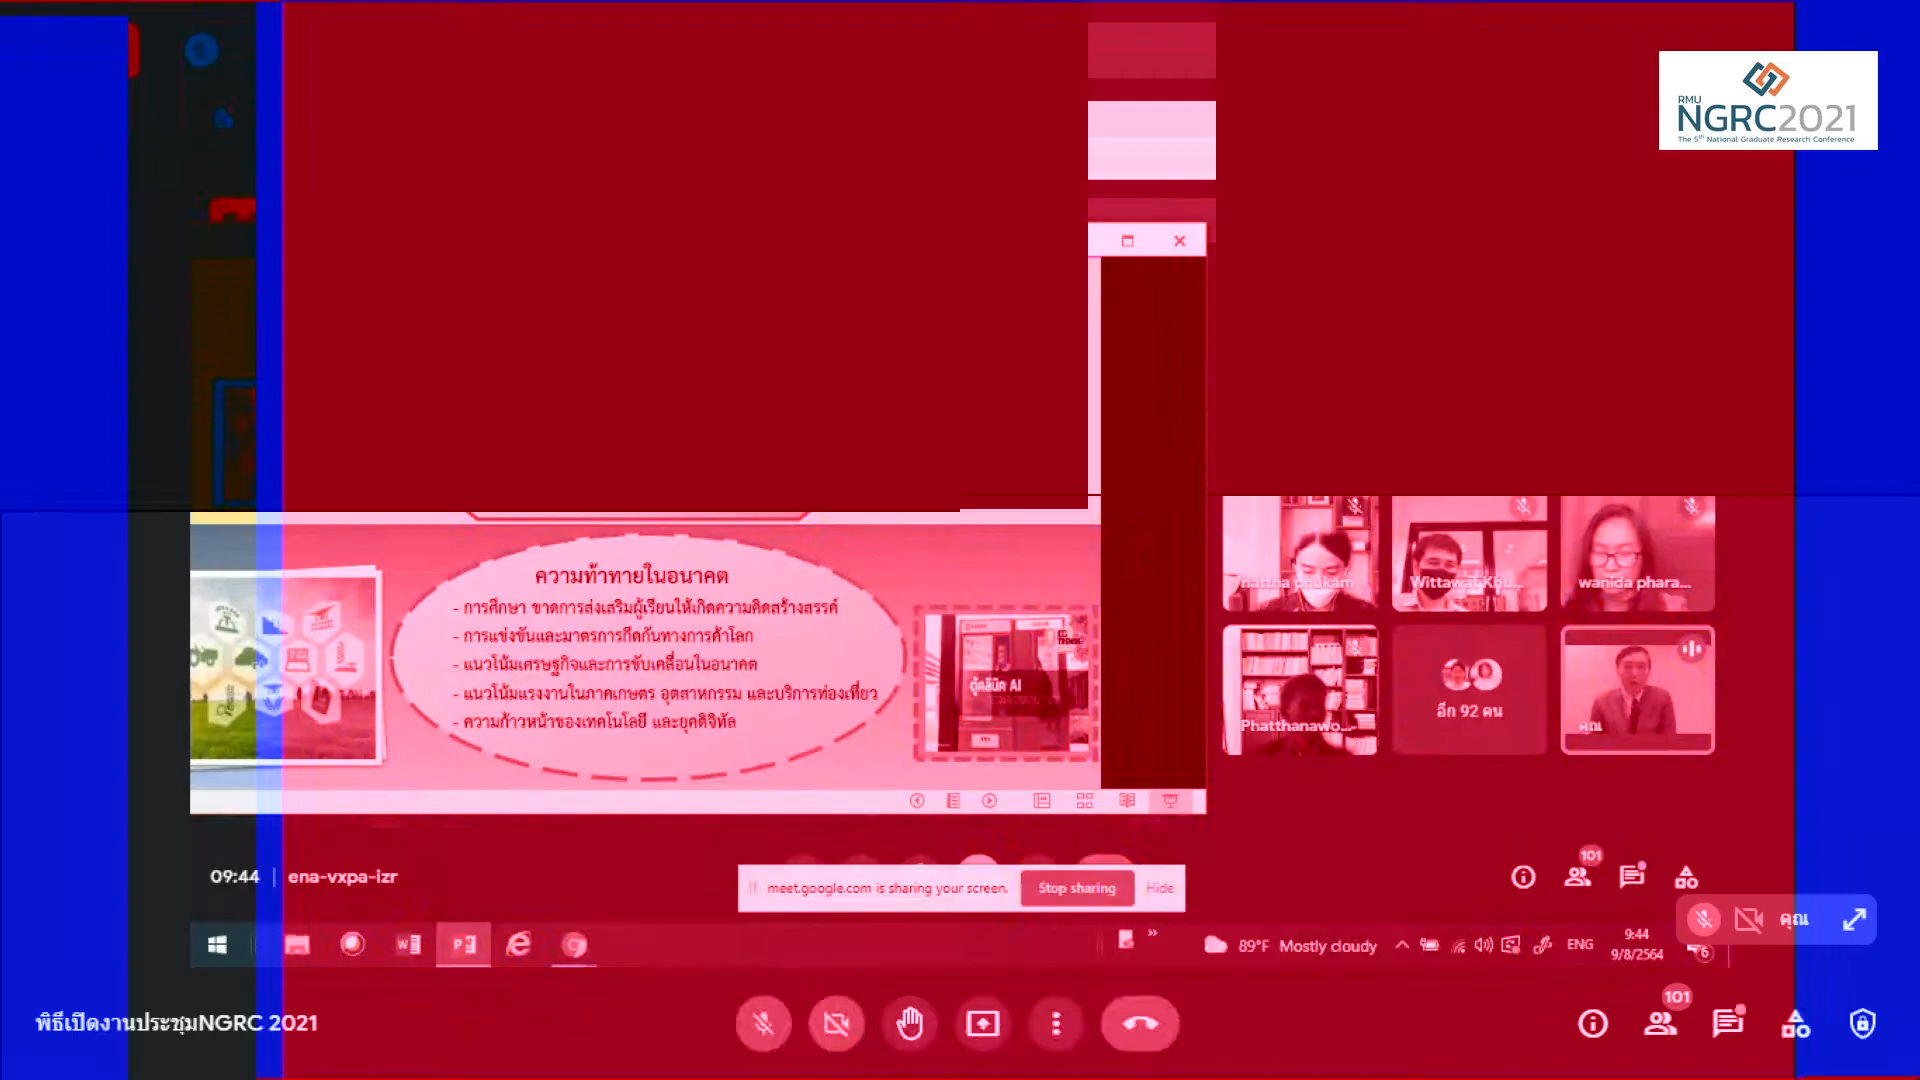 RMU
NGRC2021
The 5th National Graduate Research Conference
ความท้าทายในอนาคต
- การศึกษา ขาดการส่งเสริมผู้เรียนให้เกิดความคิดสร้างสรรค์
- การแข่งขันและมาตรการกีดกันทางการค้าโลก
- แนวโน้มเศรษฐกิจและการขับเคลื่อนในอนาคต
- แนวโน้มแรงงานในภาคเกษตร อุตสาหกรรม และบริการท่องเที่ยว
- ความก้าวหน้าของเทคโนโลยี และยุคดิจิทัล
ตู้คลินิค AI
nattha phukam
Wittawat Khu...
wanida phara...
Phatthanawo...
อีก 92 คน
คุณ
09:44 | ena-vxpa-izr
meet.google.com is sharing your screen.
Stop sharing
Hide
101
คุณ
89°F Mostly cloudy
ENG
9:44
9/8/2564
6
พิธีเปิดงานประชุมNGRC 2021
101